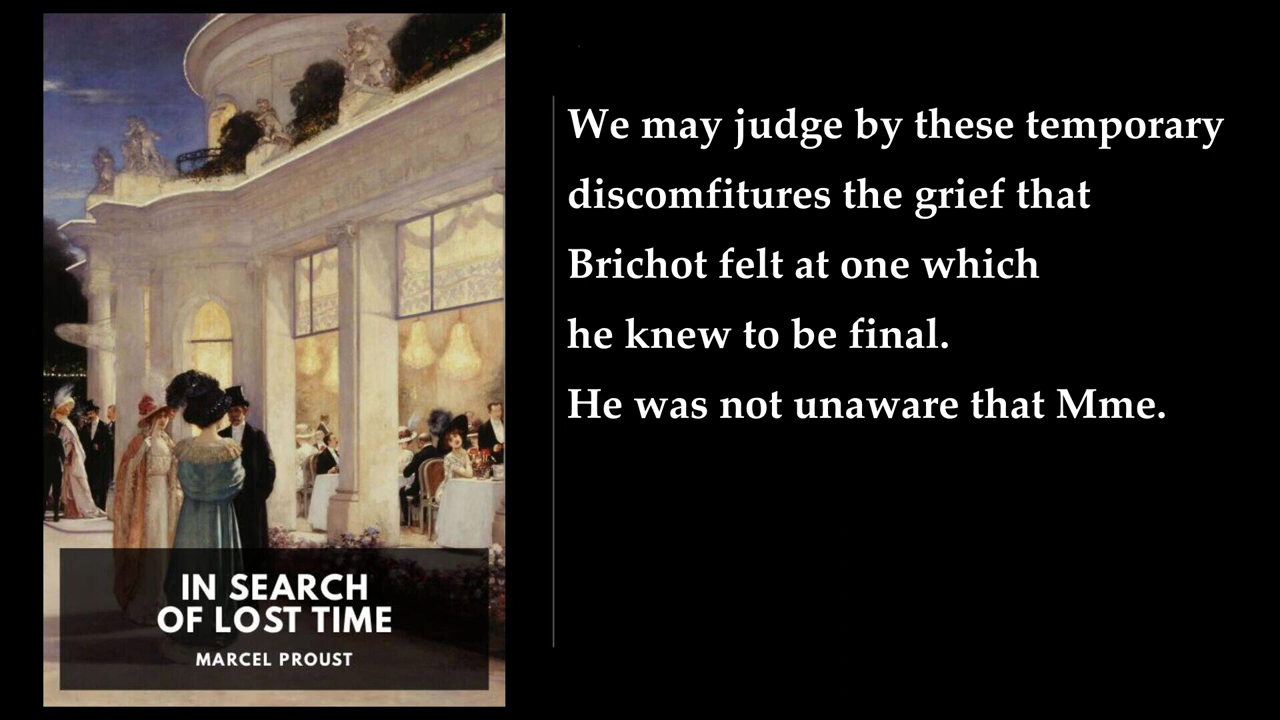 IN SEARCH
OF LOST TIME
MARCEL PROUST
We may judge by these temporary
discomfitures the grief that
Brichot felt at one which
he knew to be final.
He was not unaware that Mme.